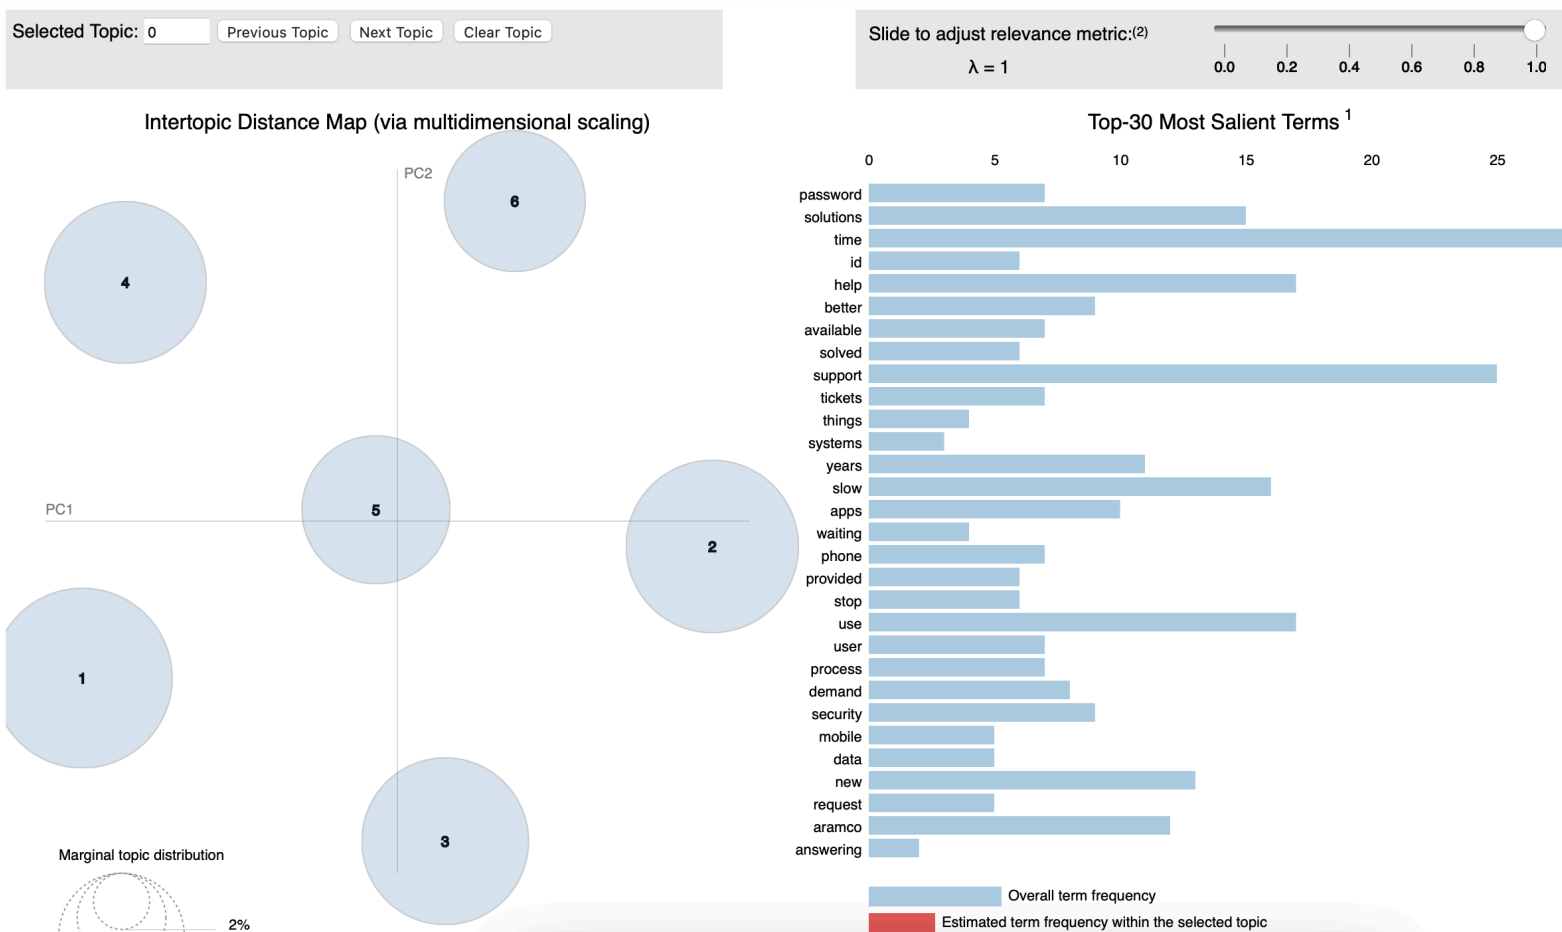 Selected Topic: 0 Previous Topic Next Topic Clear Topic
Slide to adjust relevance metric:(2)
λ = 1
0.0 0.2 0.4 0.6 0.8 1.0
Intertopic Distance Map (via multidimensional scaling)
PC2
6
4
5
PC1
2
1
3
Marginal topic distribution
2%
Top-30 Most Salient Terms 1
0 5 10 15 20 25
password
solutions
time
id
help
better
available
solved
support
tickets
things
systems
years
slow
apps
waiting
phone
provided
stop
use
user
process
demand
security
mobile
data
new
request
aramco
answering
Overall term frequency
Estimated term frequency within the selected topic